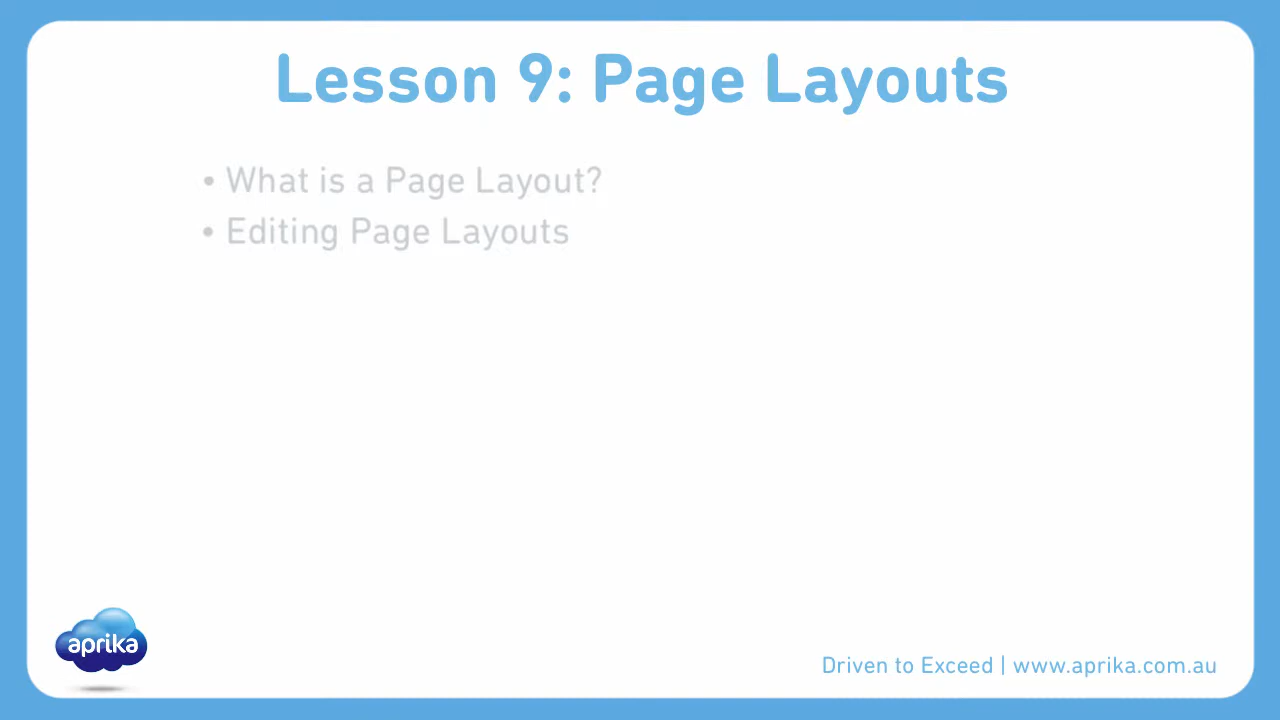 Lesson 9: Page Layouts
• What is a Page Layout?
• Editing Page Layouts
aprika
Driven to Exceed | www.aprika.com.au